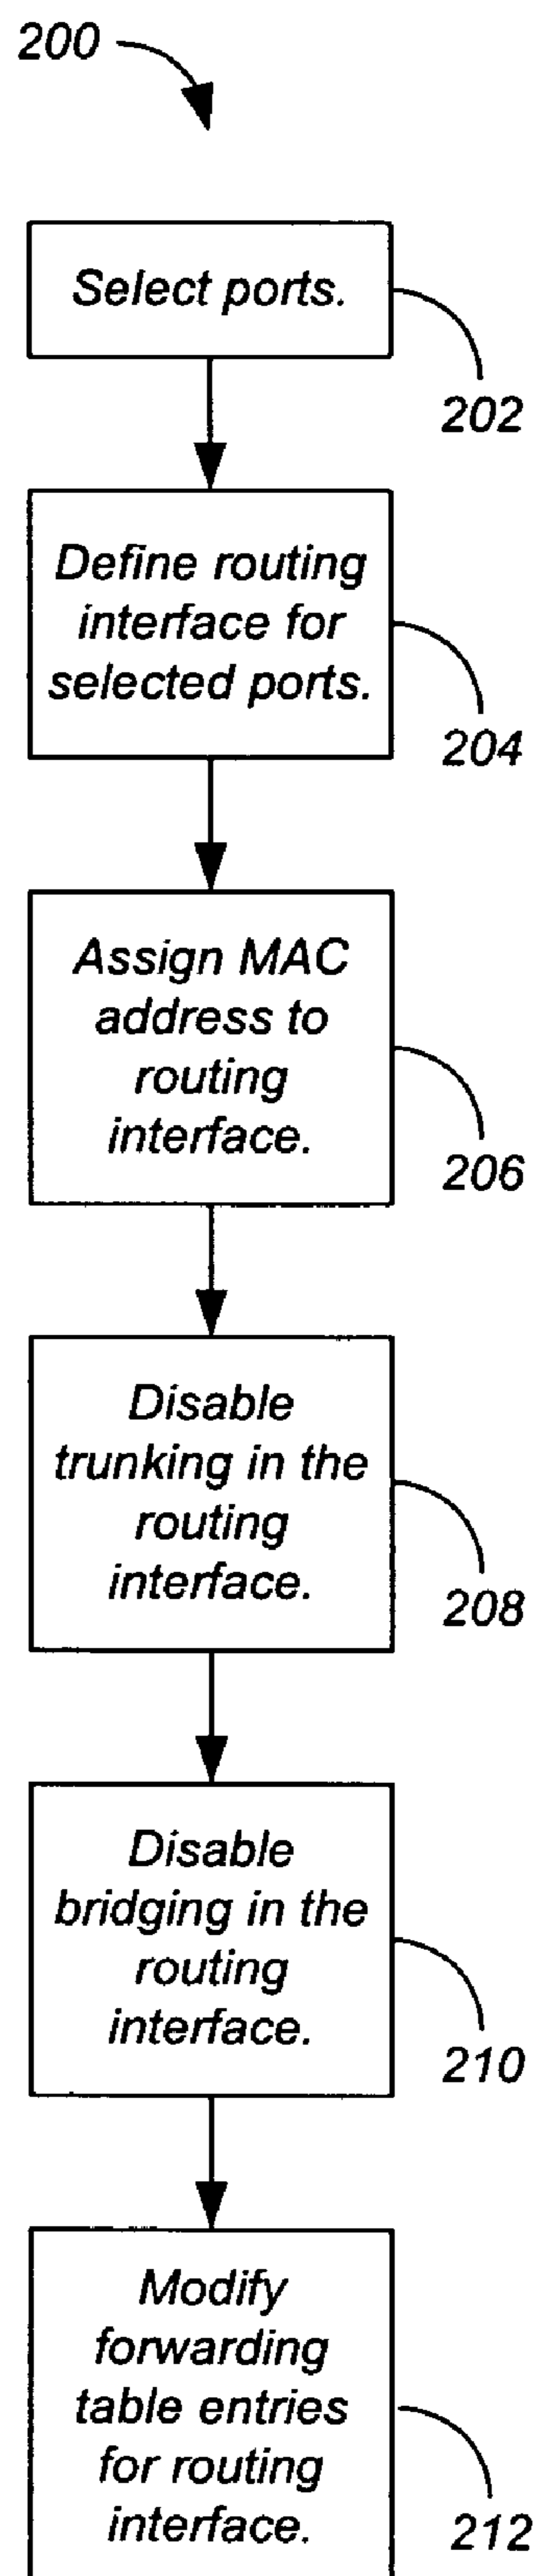 200
Select ports.
202
Define routing
interface for
selected ports.
204
Assign MAC
address to
routing
interface.
206
Disable
trunking in the
routing
interface.
208
Disable
bridging in the
routing
interface.
210
Modify
forwarding
table entries
for routing
interface.
212